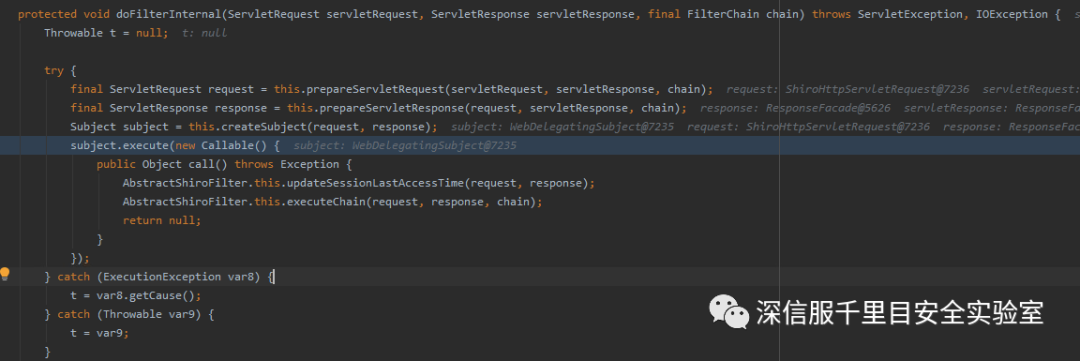 protected void doFilterInternal(ServletRequest servletRequest, ServletResponse servletResponse, final FilterChain chain) throws ServletException, IOException {
Throwable t = null; t: null
try {
final ServletRequest request = this.prepareServletRequest(servletRequest, servletResponse, chain); request: ShiroHttpServletRequest@7236 servletRequest:
final ServletResponse response = this.prepareServletResponse(request, servletResponse, chain); response: ResponseFacade@5626 servletResponse: ResponseFa
Subject subject = this.createSubject(request, response); subject: WebDelegatingSubject@7235 request: ShiroHttpServletRequest@7236 response: ResponseFac
subject.execute(new Callable() { subject: WebDelegatingSubject@7235
public Object call() throws Exception {
AbstractShiroFilter.this.updateSessionLastAccessTime(request, response);
AbstractShiroFilter.this.executeChain(request, response, chain);
return null;
}
});
} catch (ExecutionException var8) {
t = var8.getCause();
} catch (Throwable var9) {
t = var9;
}
深信服千里目安全实验室